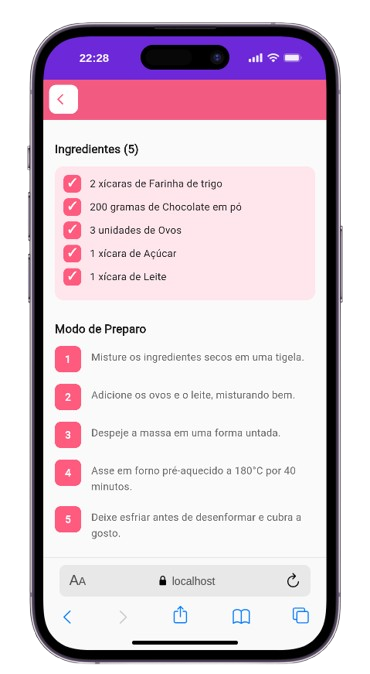 22:28
Ingredientes (5)
2 xícaras de Farinha de trigo
200 gramas de Chocolate em pó
3 unidades de Ovos
1 xícara de Açúcar
1 xícara de Leite
Modo de Preparo
1 Misture os ingredientes secos em uma tigela.
2 Adicione os ovos e o leite, misturando bem.
3 Despeje a massa em uma forma untada.
4 Asse em forno pré-aquecido a 180°C por 40
minutos.
5 Deixe esfriar antes de desenformar e cubra a
gosto.
AA localhost